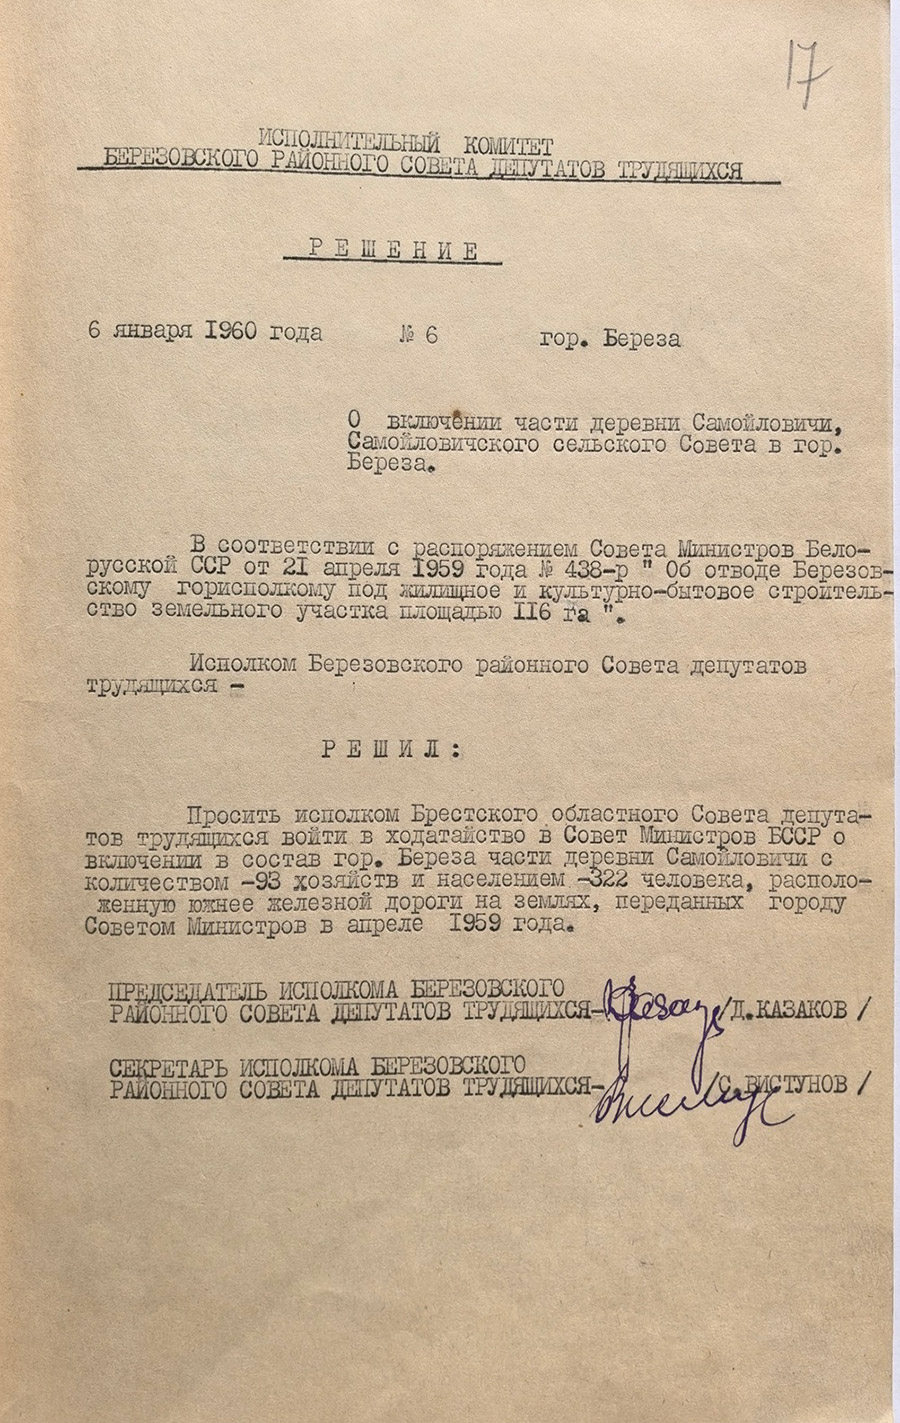 17
ИСПОЛНИТЕЛЬНЫЙ КОМИТЕТ
БЕРЕЗОВСКОГО РАЙОННОГО СОВЕТА ДЕПУТАТОВ ТРУДЯЩИХСЯ
Р Е Ш Е Н И Е
6 января 1960 года № 6 гор. Береза
О включении части деревни Самойловичи,
Самойловичского сельского Совета в гор.
Береза.
В соответствии с распоряжением Совета Министров Бело-
русской ССР от 21 апреля 1959 года № 438-р " Об отводе Березов-
скому горисполкому под жилищное и культурно-бытовое строитель-
ство земельного участка площадью 116 га ".
Исполком Березовского районного Совета депутатов
трудящихся -
Р Е Ш И Л :
Просить исполком Брестского областного Совета депута-
тов трудящихся войти в ходатайство в Совет Министров БССР о
включении в состав гор. Береза части деревни Самойловичи с
количеством -93 хозяйств и населением -322 человека, располо-
женную южнее железной дороги на землях, переданных городу
Советом Министров в апреле 1959 года.
ПРЕДСЕДАТЕЛЬ ИСПОЛКОМА БЕРЕЗОВСКОГО
РАЙОННОГО СОВЕТА ДЕПУТАТОВ ТРУДЯЩИХСЯ- /Д.КАЗАКОВ /
СЕКРЕТАРЬ ИСПОЛКОМА БЕРЕЗОВСКОГО
РАЙОННОГО СОВЕТА ДЕПУТАТОВ ТРУДЯЩИХСЯ- /С.ВИСТУНОВ /